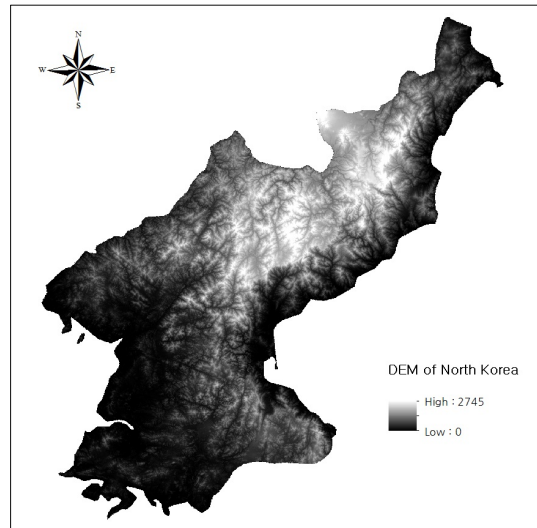 N
W E
S
DEM of North Korea
High : 2745
Low : 0